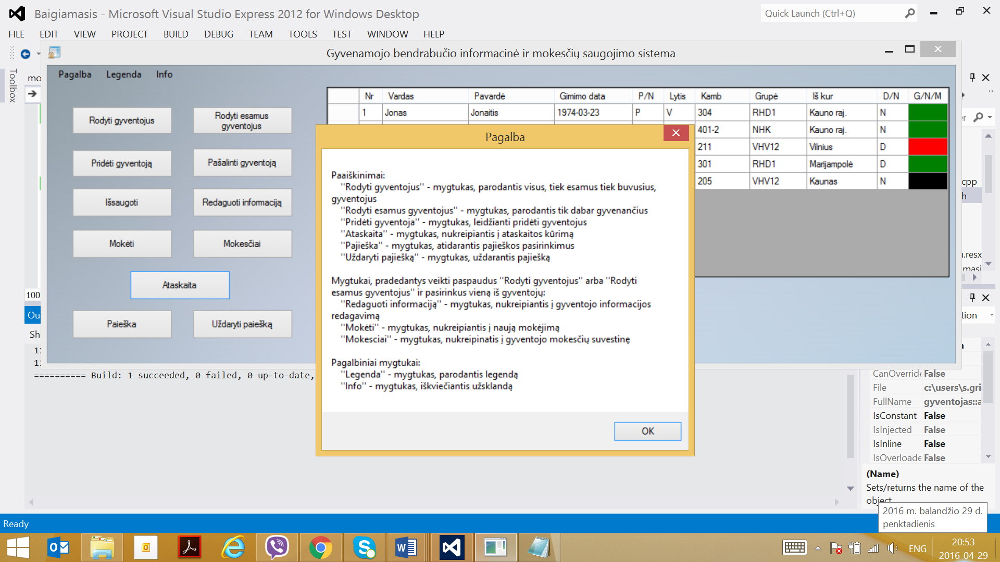 Baigiamasis - Microsoft Visual Studio Express 2012 for Windows Desktop
Quick Launch (Ctrl+Q)
FILE EDIT VIEW PROJECT BUILD DEBUG TEAM TOOLS TEST WINDOW HELP
Gyvenamojo bendrabučio informacinė ir mokesčių saugojimo sistema
Toolbox
Pagalba Legenda Info
Rodyti gyventojus
Rodyti esamus
gyventojus
Pridėti gyventoją
Pašalinti gyventoją
Išsaugoti
Redaguoti informaciją
Mokėti
Mokesčiai
Ataskaita
Paieška
Uždaryti paiešką
Nr Vardas Pavardė Gimimo data P/N Lytis Kamb Grupė Iš kur D/N G/N/M
1 Jonas Jonaitis 1974-03-23 P V 304 RHD1 Kauno raj. N
401-2 NHK Kauno raj. N
211 VHV12 Vilnius D
301 RHD1 Marijampolė D
205 VHV12 Kaunas N
Pagalba
Paaiškinimai:
"Rodyti gyventojus" - mygtukas, parodantis visus, tiek esamus tiek buvusius,
gyventojus
"Rodyti esamus gyventojus" - mygtukas, parodantis tik dabar gyvenančius
"Pridėti gyventoja" - mygtukas, leidžianti pridėti gyventojus
"Ataskaita" - mygtukas, nukreipiantis į ataskaitos kūrimą
"Pajieška" - mygtukas, atidarantis pajieškos pasirinkimus
"Uždaryti pajiešką" - mygtukas, uždarantis pajiešką
Mygtukai, pradedantys veikti paspaudus "Rodyti gyventojus" arba "Rodyti
esamus gyventojus" ir pasirinkus vieną iš gyventojų:
"Redaguoti informaciją" - mygtukas, nukreipiantis į gyventojo informacijos
redagavimą
"Mokėti" - mygtukas, nukreipiantis į naują mokėjimą
"Mokesciai" - mygtukas, nukreipinatis į gyventojo mokesčių suvestinę
Pagalbiniai mygtukai:
"Legenda" - mygtukas, parodantis legendą
"Info" - mygtukas, iškviečiantis užsklandą
OK
mo
100
Ou
Sh
========== Build: 1 succeeded, 0 failed, 0 up-to-date,
er
cpp
h
u.resx
masi
tion
CanOverride False
File c:\users\s.gri
FullName gyventojas::a
IsConstant False
IsInjected False
IsInline False
IsOverloade False
(Name)
Sets/returns the name of the
object.
2016 m. balandžio 29 d.
penktadienis
Ready
ENG
20:53
2016-04-29